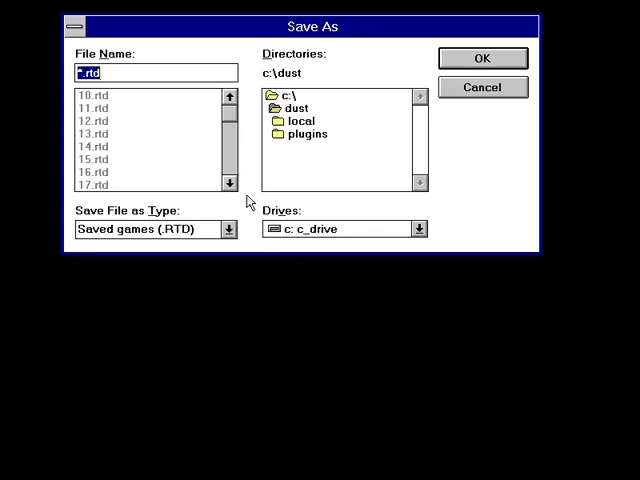 Save As
File Name:
*.rtd
10.rtd
11.rtd
12.rtd
13.rtd
14.rtd
15.rtd
16.rtd
17.rtd
Save File as Type:
Saved games (.RTD)
Directories:
c:\dust
c:\
dust
local
plugins
Drives:
c: c_drive
OK
Cancel